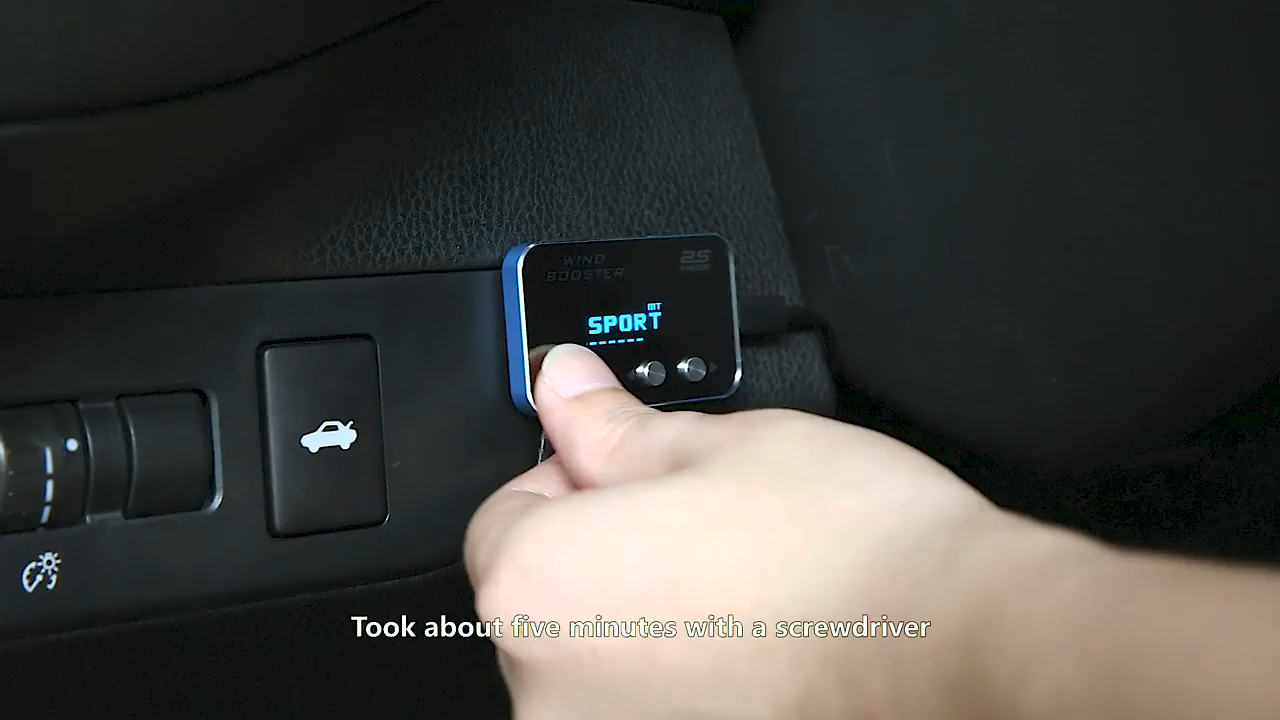 WIND
BOOSTER
2S
MT
SPORT
Took about five minutes with a screwdriver